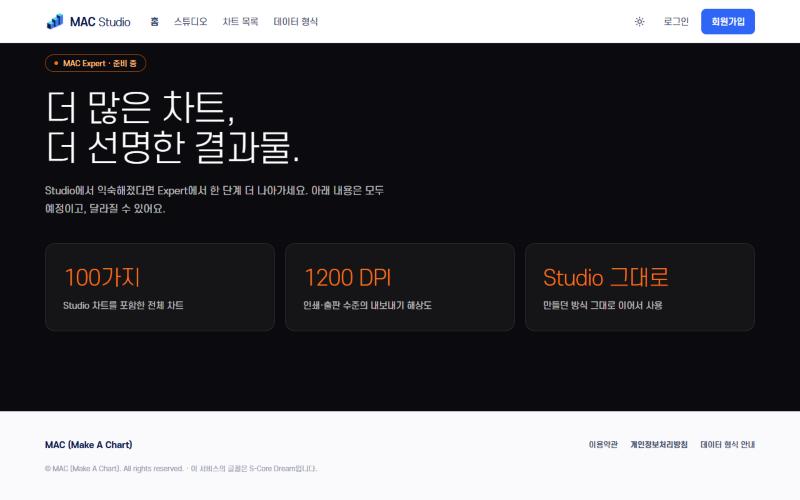 MAC Studio
홈
스튜디오
차트 목록
데이터 형식
로그인
회원가입
MAC Expert · 준비 중
더 많은 차트,
더 선명한 결과물.
Studio에서 익숙해졌다면 Expert에서 한 단계 더 나아가세요. 아래 내용은 모두
예정이고, 달라질 수 있어요.
100가지
Studio 차트를 포함한 전체 차트
1200 DPI
인쇄·출판 수준의 내보내기 해상도
Studio 그대로
만들던 방식 그대로 이어서 사용
MAC (Make A Chart)
이용약관
개인정보처리방침
데이터 형식 안내
© MAC (Make A Chart). All rights reserved. · 이 서비스의 글꼴은 S-Core Dream입니다.